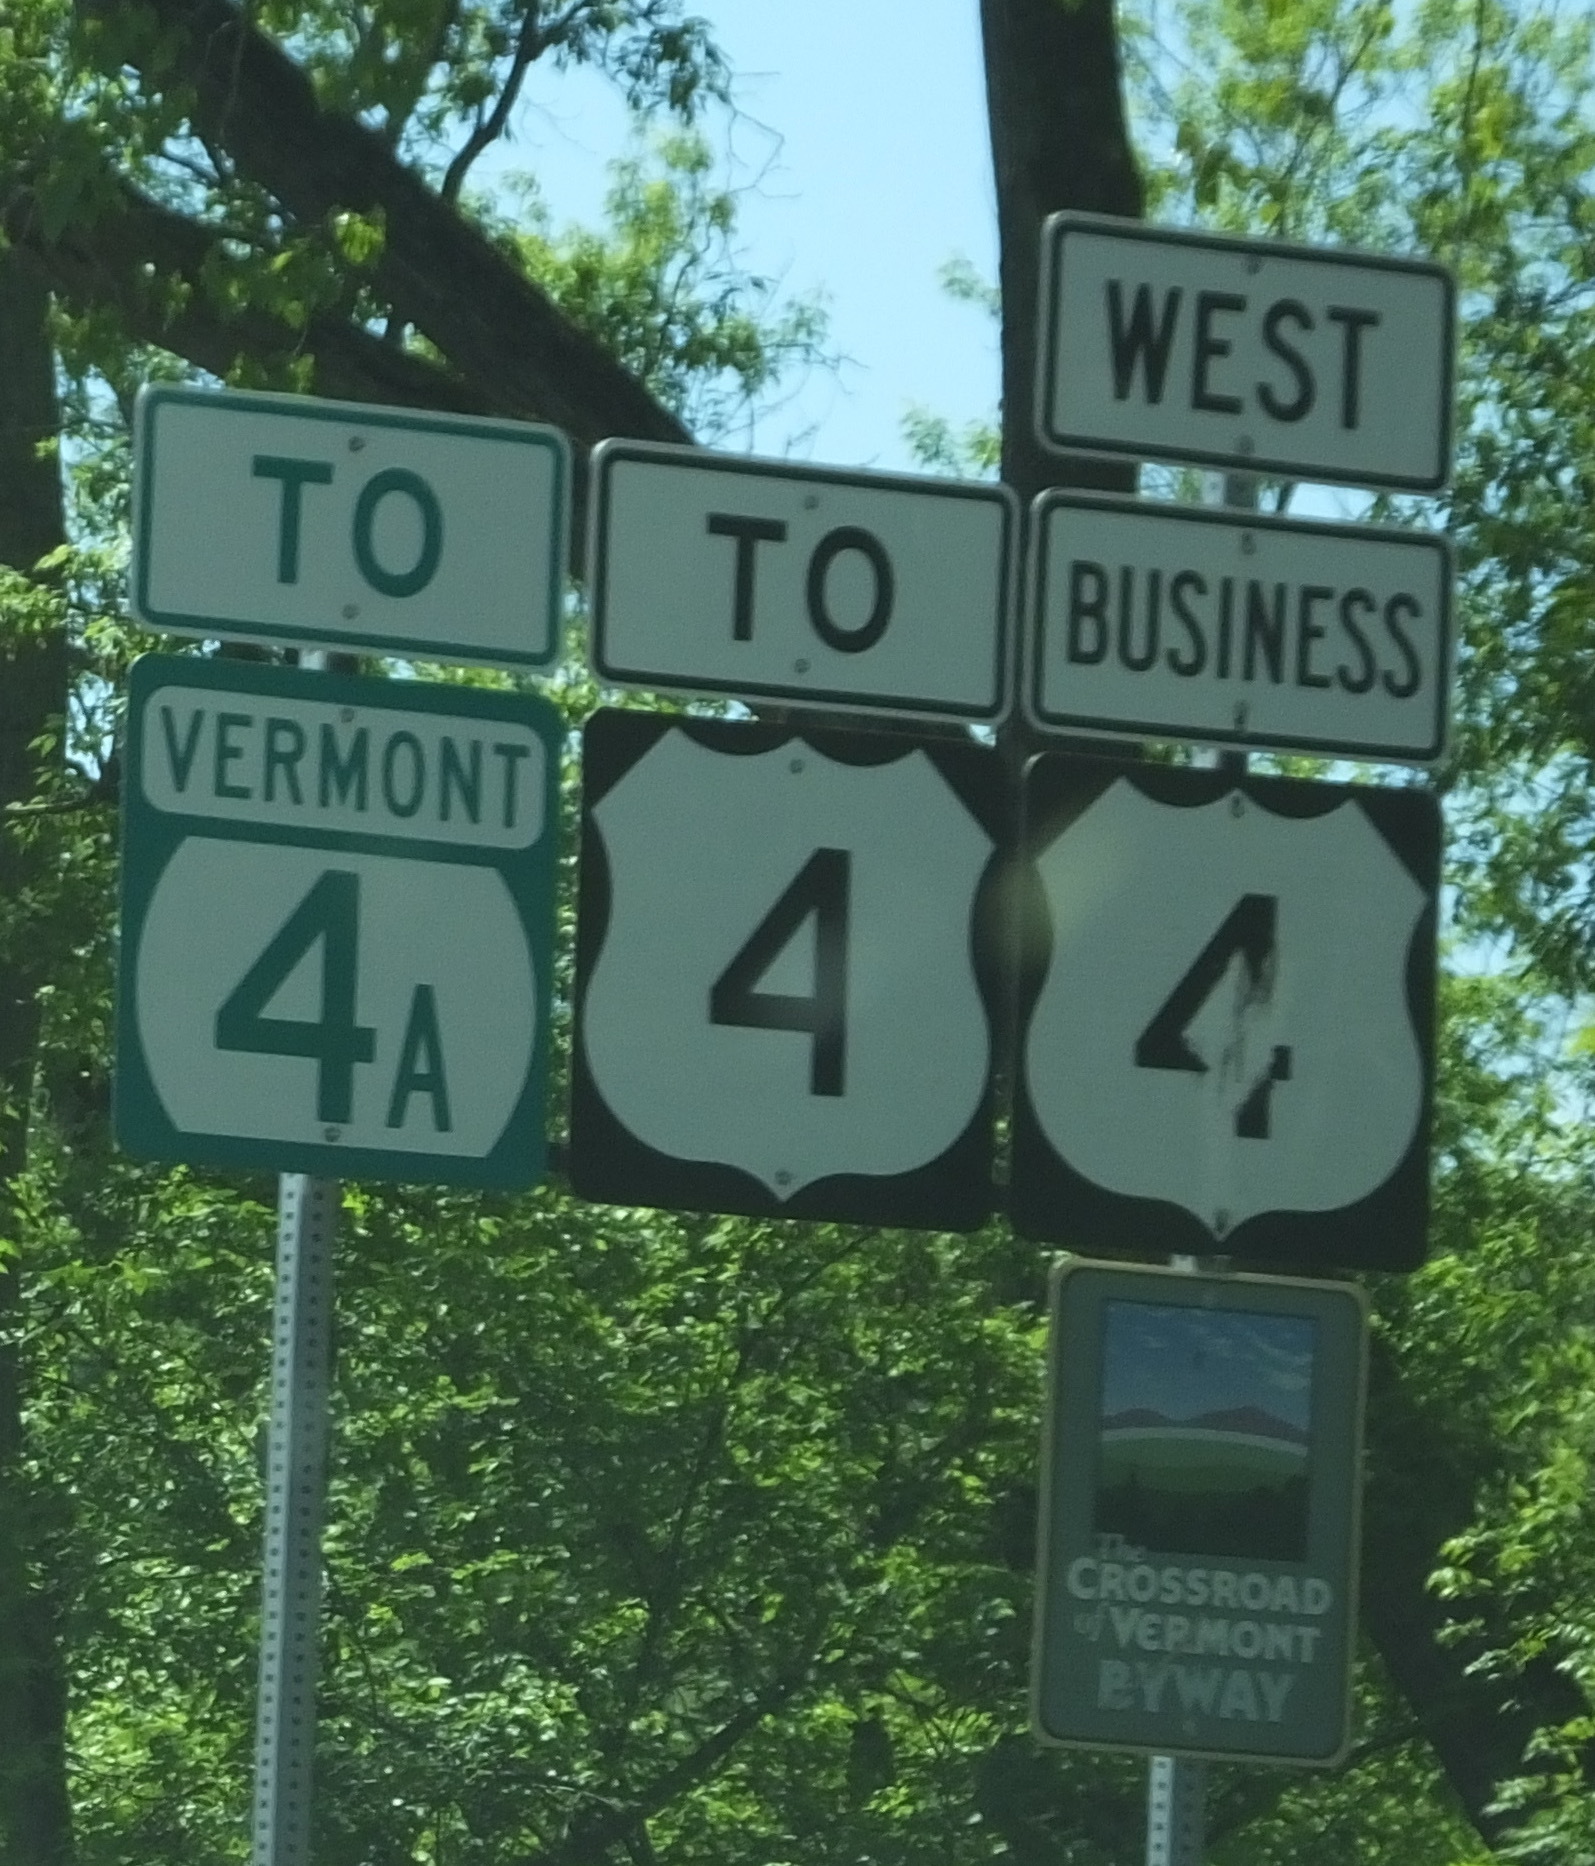 TO
VERMONT
4A
TO
4
WEST
BUSINESS
4
The
CROSSROAD
of VERMONT
BYWAY